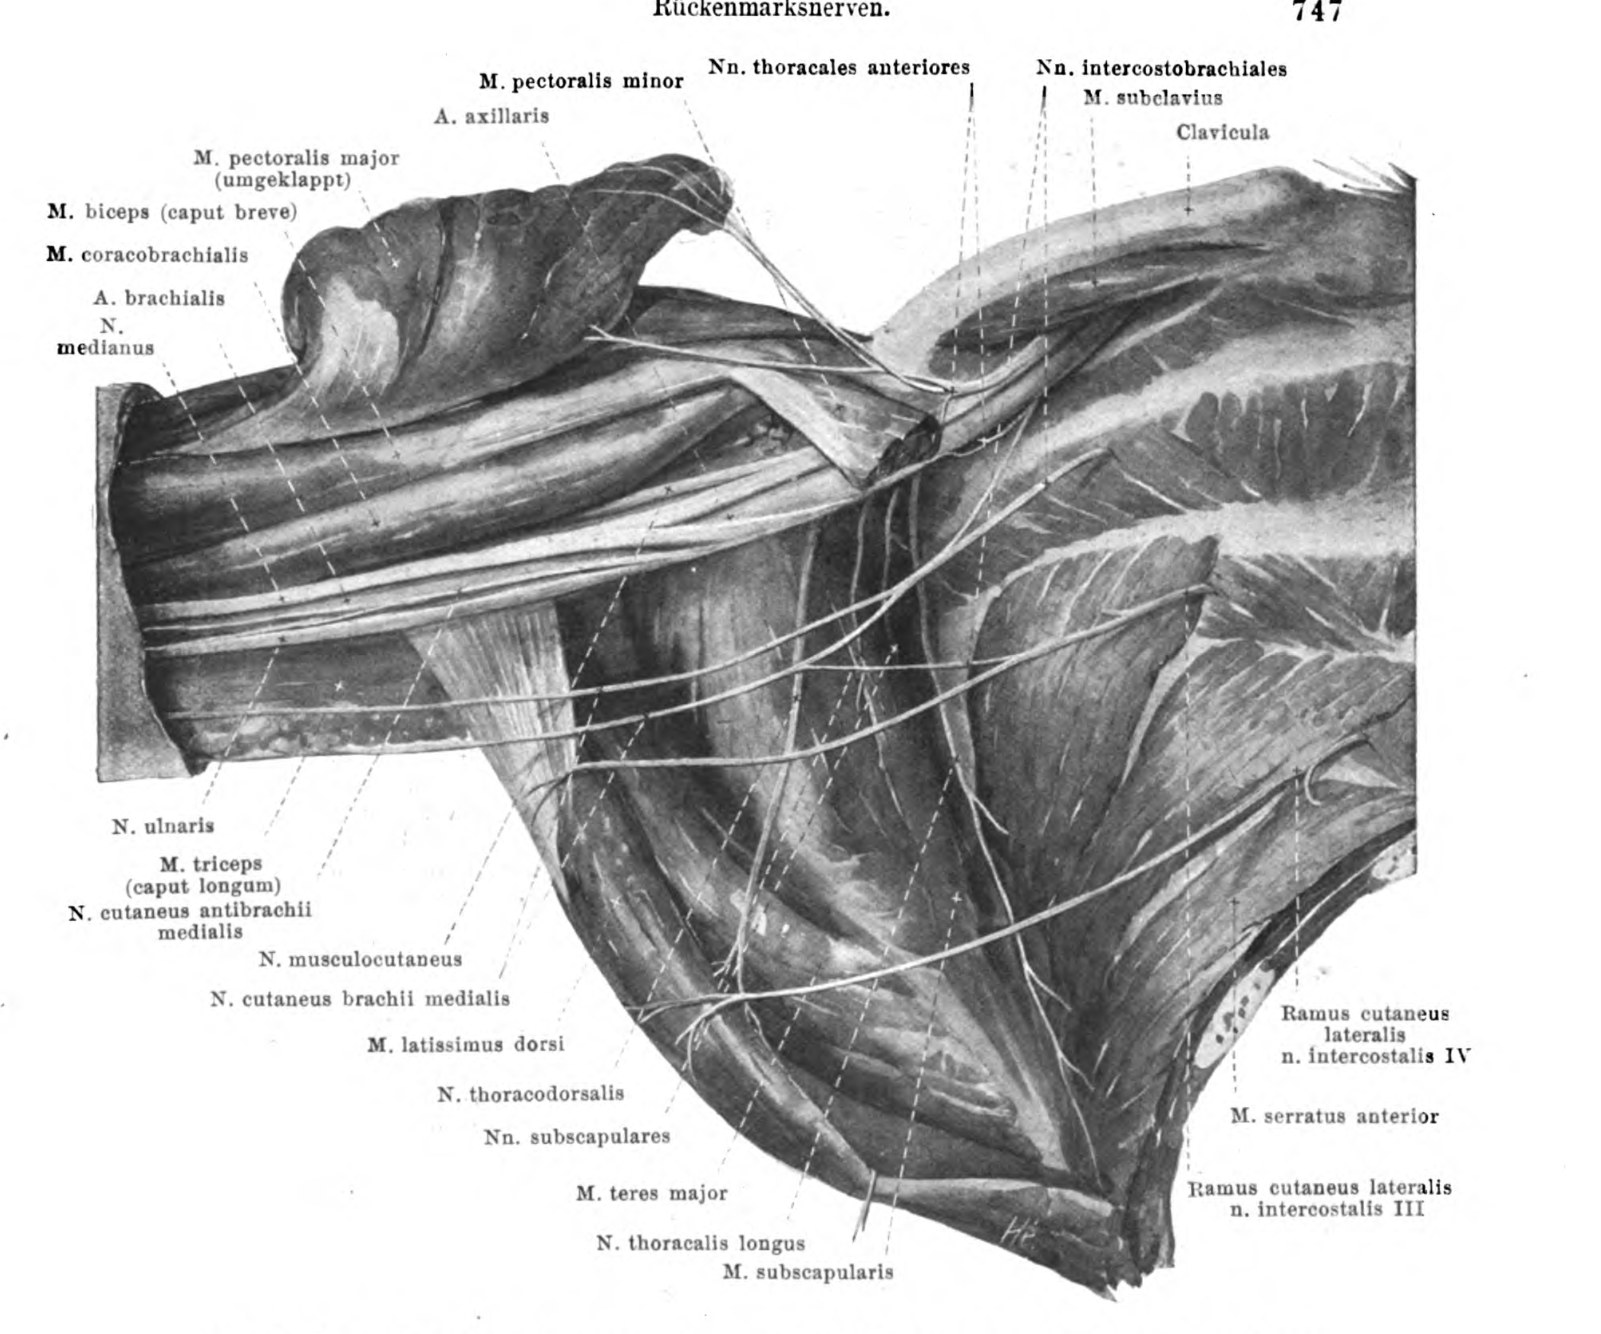 Rückenmarksnerven. 747
M. pectoralis minor
Nn. thoracales anteriores
Nn. intercostobrachiales
A. axillaris
M. subclavius
Clavicula
M. pectoralis major
(umgeklappt)
M. biceps (caput breve)
M. coracobrachialis
A. brachialis
N.
medianus
N. ulnaris
M. triceps
(caput longum)
N. cutaneus antibrachii
medialis
N. musculocutaneus
N. cutaneus brachii medialis
M. latissimus dorsi
N. thoracodorsalis
Nn. subscapulares
M. teres major
N. thoracalis longus
M. subscapularis
Ramus cutaneus
lateralis
n. intercostalis IV
M. serratus anterior
Ramus cutaneus lateralis
n. intercostalis III